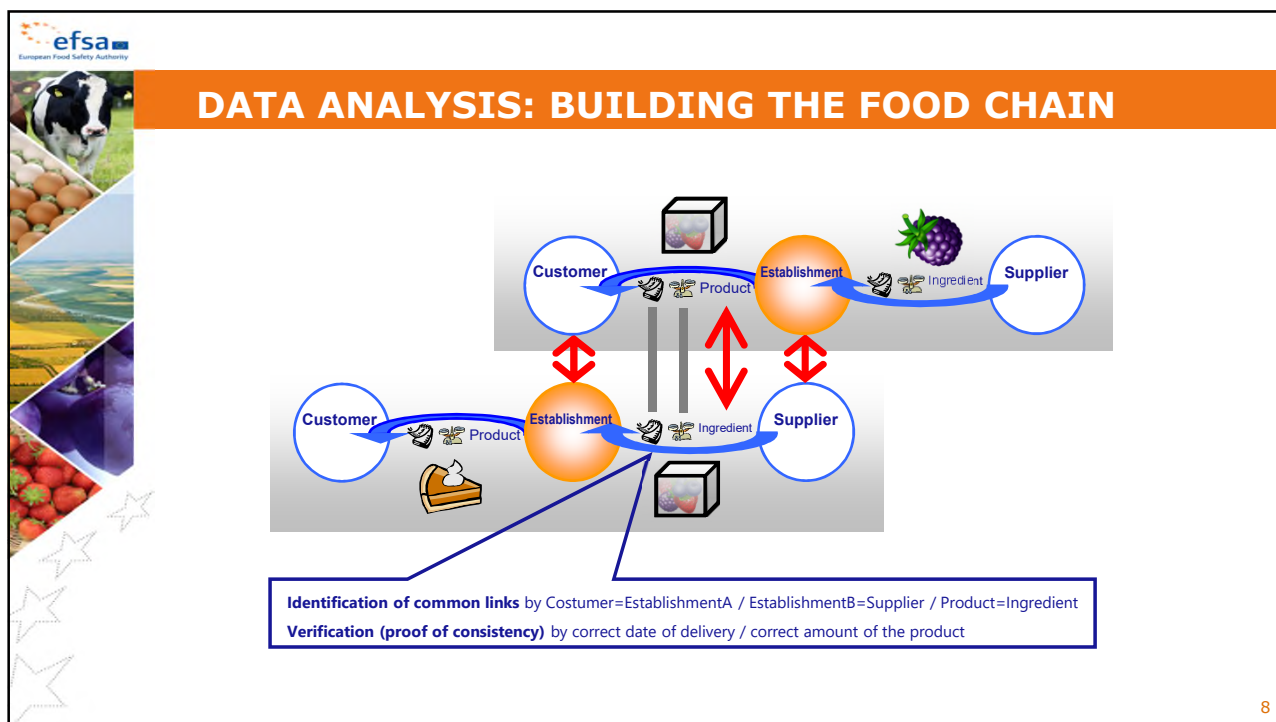 efsa
European Food Safety Authority
DATA ANALYSIS: BUILDING THE FOOD CHAIN
Customer
Product
Establishment
Ingredient
Supplier
Customer
Product
Establishment
Ingredient
Supplier
Identification of common links by Costumer=EstablishmentA / EstablishmentB=Supplier / Product=Ingredient
Verification (proof of consistency) by correct date of delivery / correct amount of the product
8